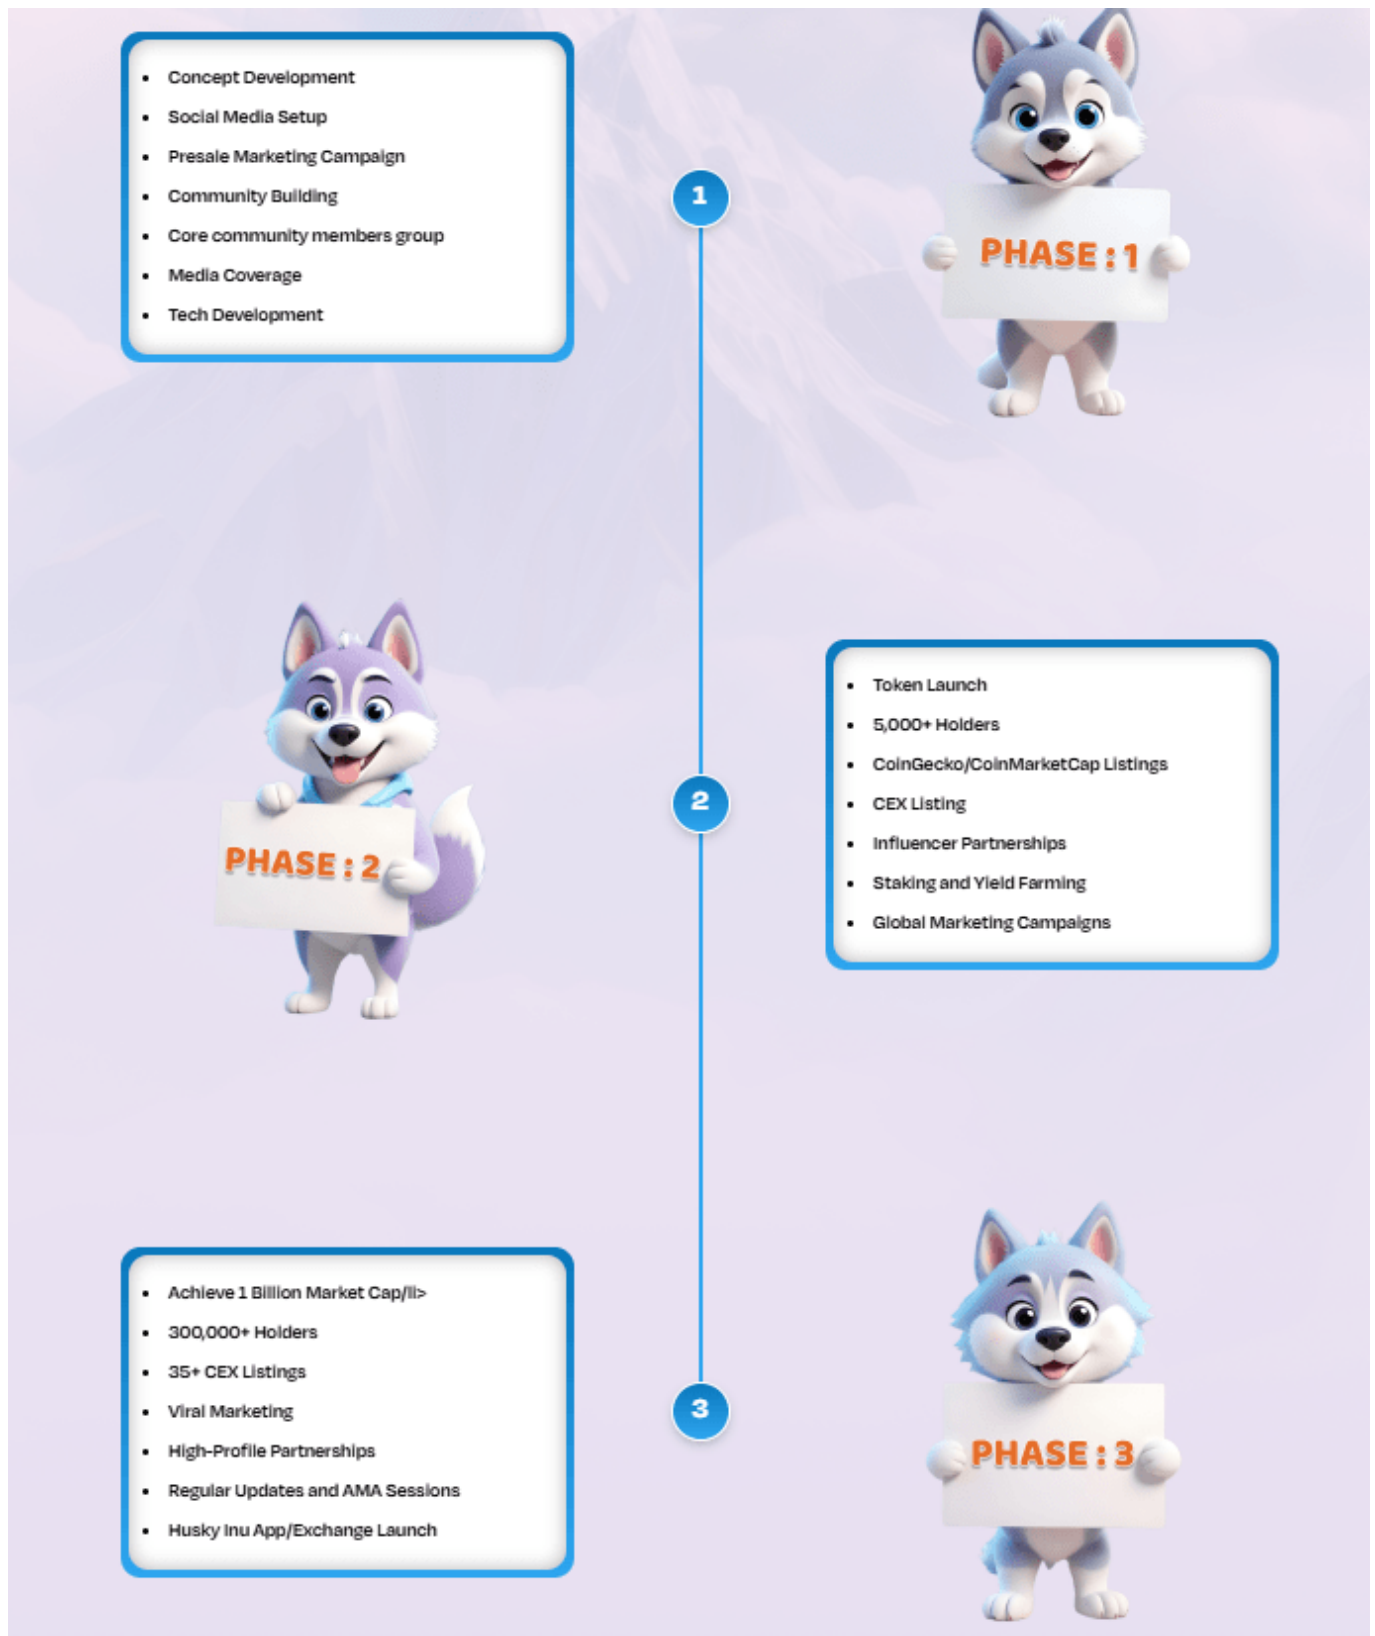 Concept Development
Social Media Setup
Presale Marketing Campaign
Community Building
Core community members group
Media Coverage
Tech Development
1
PHASE : 1
PHASE : 2
2
Token Launch
5,000+ Holders
CoinGecko/CoinMarketCap Listings
CEX Listing
Influencer Partnerships
Staking and Yield Farming
Global Marketing Campaigns
Achieve 1 Billion Market Cap/li>
300,000+ Holders
35+ CEX Listings
Viral Marketing
High-Profile Partnerships
Regular Updates and AMA Sessions
Husky Inu App/Exchange Launch
3
PHASE : 3